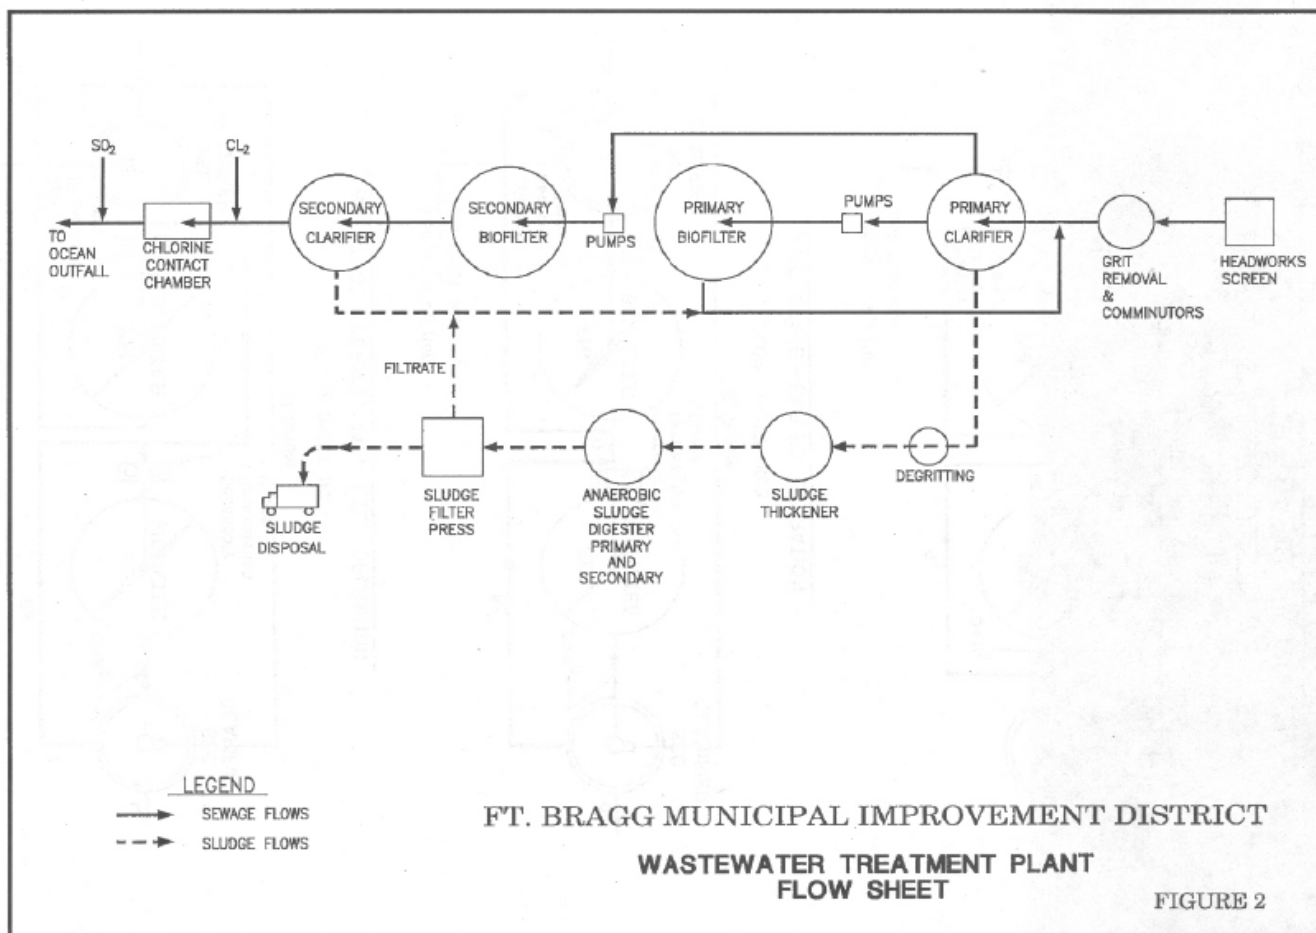 SO₂
CL₂
TO
OCEAN
OUTFALL
CHLORINE
CONTACT
CHAMBER
SECONDARY
CLARIFIER
SECONDARY
BIOFILTER
PUMPS
PRIMARY
BIOFILTER
PUMPS
PRIMARY
CLARIFIER
GRIT
REMOVAL
&
COMMINUTORS
HEADWORKS
SCREEN
FILTRATE
SLUDGE
DISPOSAL
SLUDGE
FILTER
PRESS
ANAEROBIC
SLUDGE
DIGESTER
PRIMARY
AND
SECONDARY
SLUDGE
THICKENER
DEGRITTING
LEGEND
SEWAGE FLOWS
SLUDGE FLOWS
FT. BRAGG MUNICIPAL IMPROVEMENT DISTRICT
WASTEWATER TREATMENT PLANT
FLOW SHEET
FIGURE 2